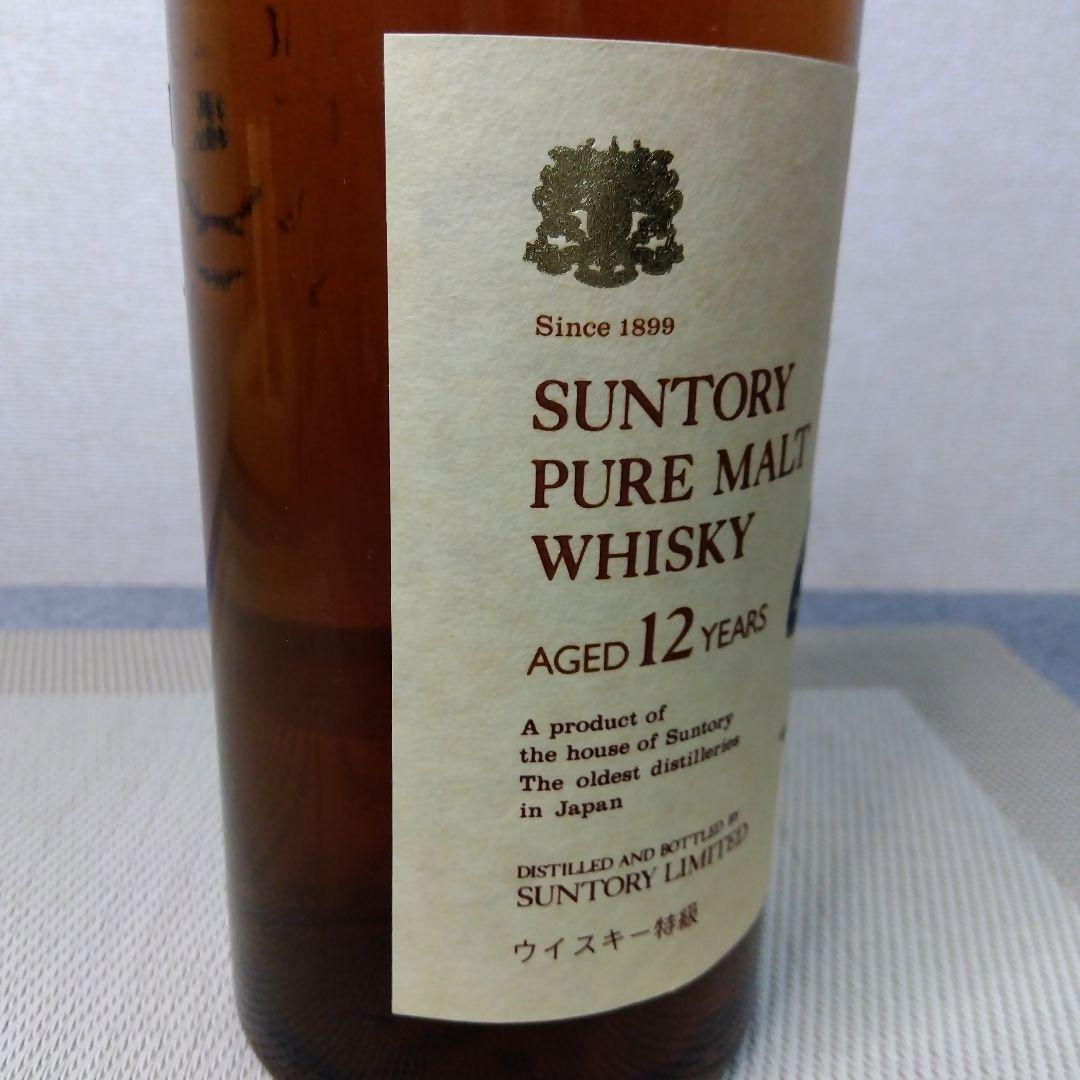 Since 1899
SUNTORY
PURE MALT
WHISKY
AGED 12 YEARS
A product of
the house of Suntory
The oldest distilleries
in Japan
DISTILLED AND BOTTLED BY
SUNTORY LIMITED
ウイスキー特級